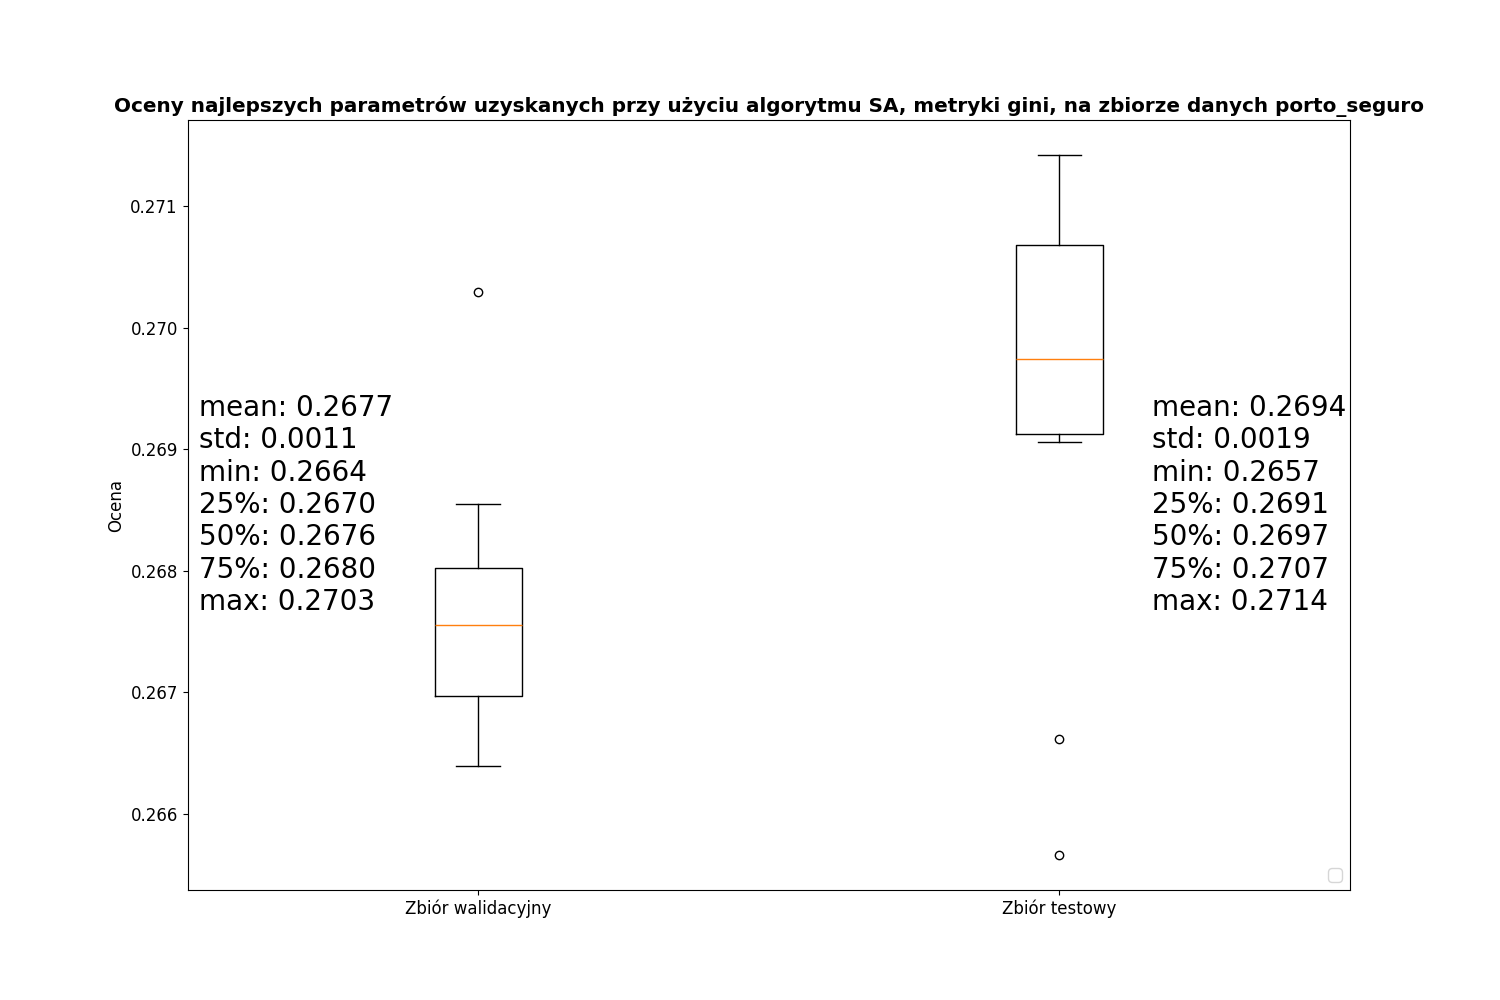 Oceny najlepszych parametrów uzyskanych przy użyciu algorytmu SA, metryki gini, na zbiorze danych porto_seguro
Ocena
0.271
0.270
0.269
0.268
0.267
0.266
mean: 0.2677
std: 0.0011
min: 0.2664
25%: 0.2670
50%: 0.2676
75%: 0.2680
max: 0.2703
mean: 0.2694
std: 0.0019
min: 0.2657
25%: 0.2691
50%: 0.2697
75%: 0.2707
max: 0.2714
Zbiór walidacyjny
Zbiór testowy